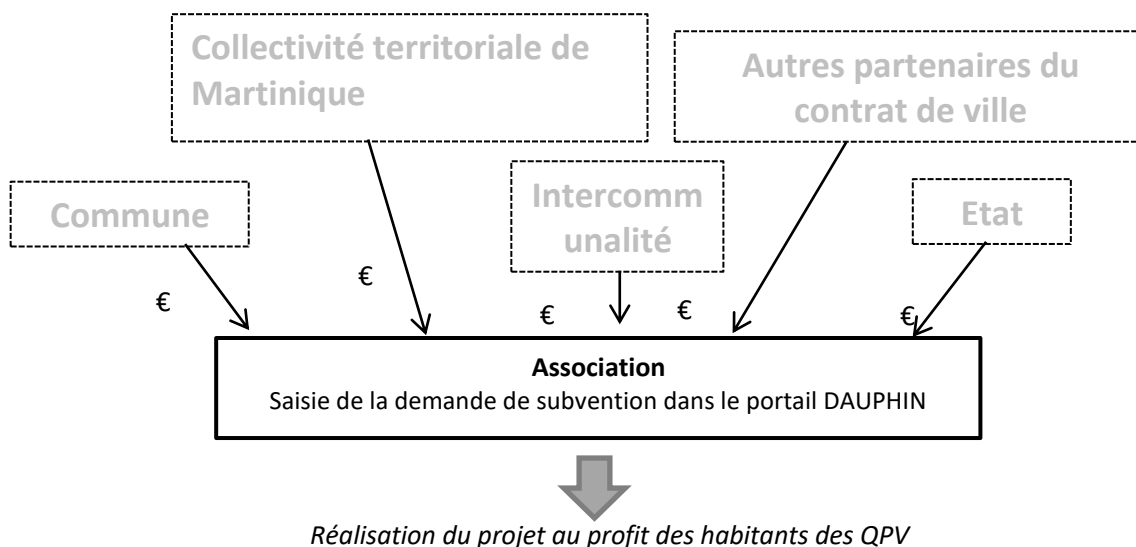 Collectivité territoriale de
Martinique
Autres partenaires du
contrat de ville
Commune
Intercomm
unalité
Etat
€
€
€
€
€
Association
Saisie de la demande de subvention dans le portail DAUPHIN
Réalisation du projet au profit des habitants des QPV